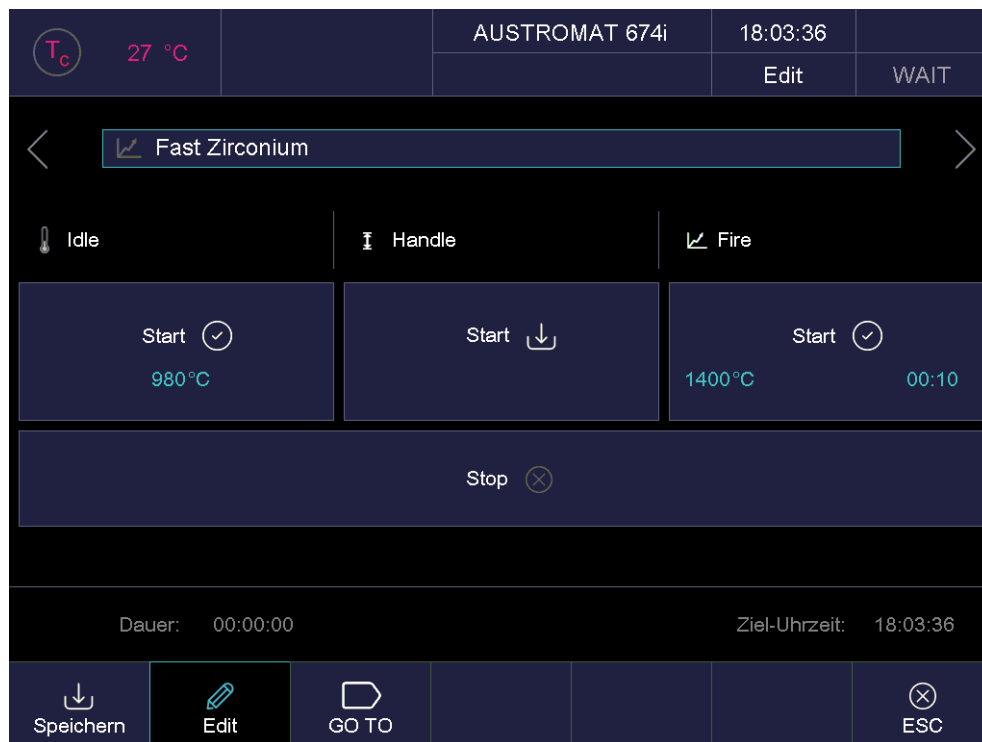 Tc 27 °C
AUSTROMAT 674i 18:03:36
Edit WAIT
Fast Zirconium
Idle Handle Fire
Start Start Start
980°C 1400°C 00:10
Stop
Dauer: 00:00:00 Ziel-Uhrzeit: 18:03:36
Speichern Edit GO TO ESC